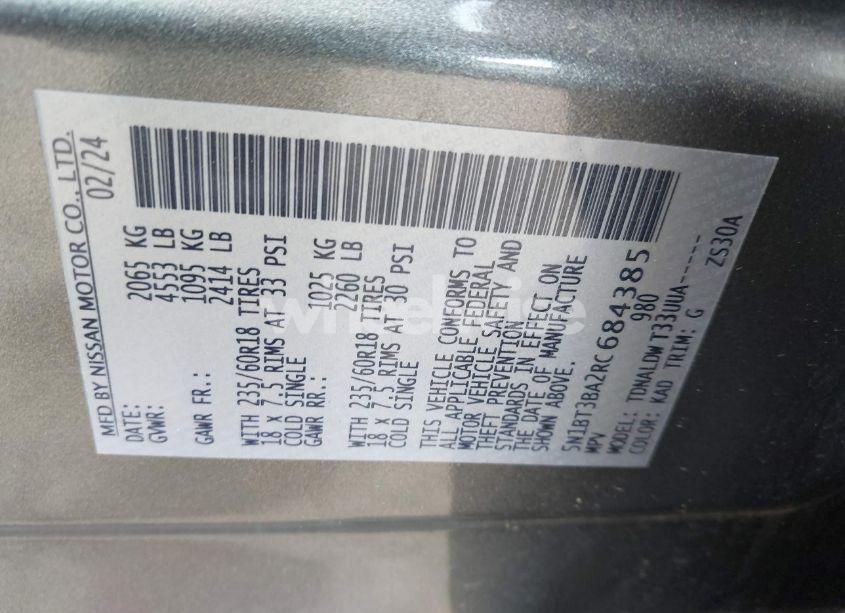 MFD BY NISSAN MOTOR CO., LTD.
DATE: 02/24
GVWR: 2065 KG
4553 LB
GAWR FR.: 1095 KG
2414 LB
WITH 235/60R18 TIRES
18 X 7.5 RIMS AT 33 PSI
COLD SINGLE
GAWR RR.: 1025 KG
2260 LB
WITH 235/60R18 TIRES
18 X 7.5 RIMS AT 30 PSI
COLD SINGLE
THIS VEHICLE CONFORMS TO
ALL APPLICABLE FEDERAL
MOTOR VEHICLE SAFETY AND
THEFT PREVENTION
STANDARDS IN EFFECT ON
THE DATE OF MANUFACTURE
SHOWN ABOVE.
5N1BT3BA2RC684385
MPV 980
MODEL: TDNALDW T33UUA-----
COLOR: KAD TRIM: G ZS30A